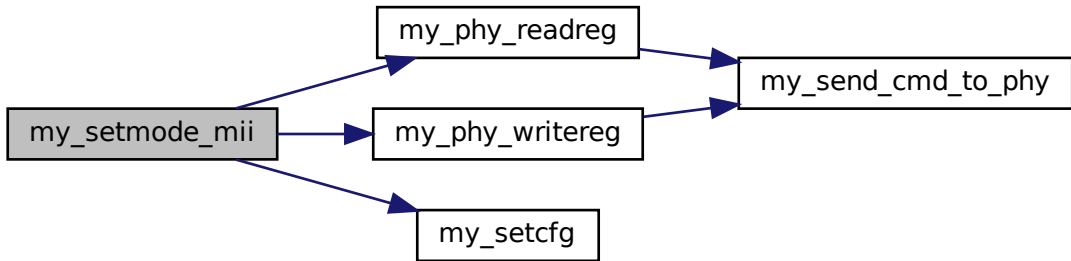 my_setmode_mii
my_phy_readreg
my_phy_writereg
my_setcfg
my_send_cmd_to_phy